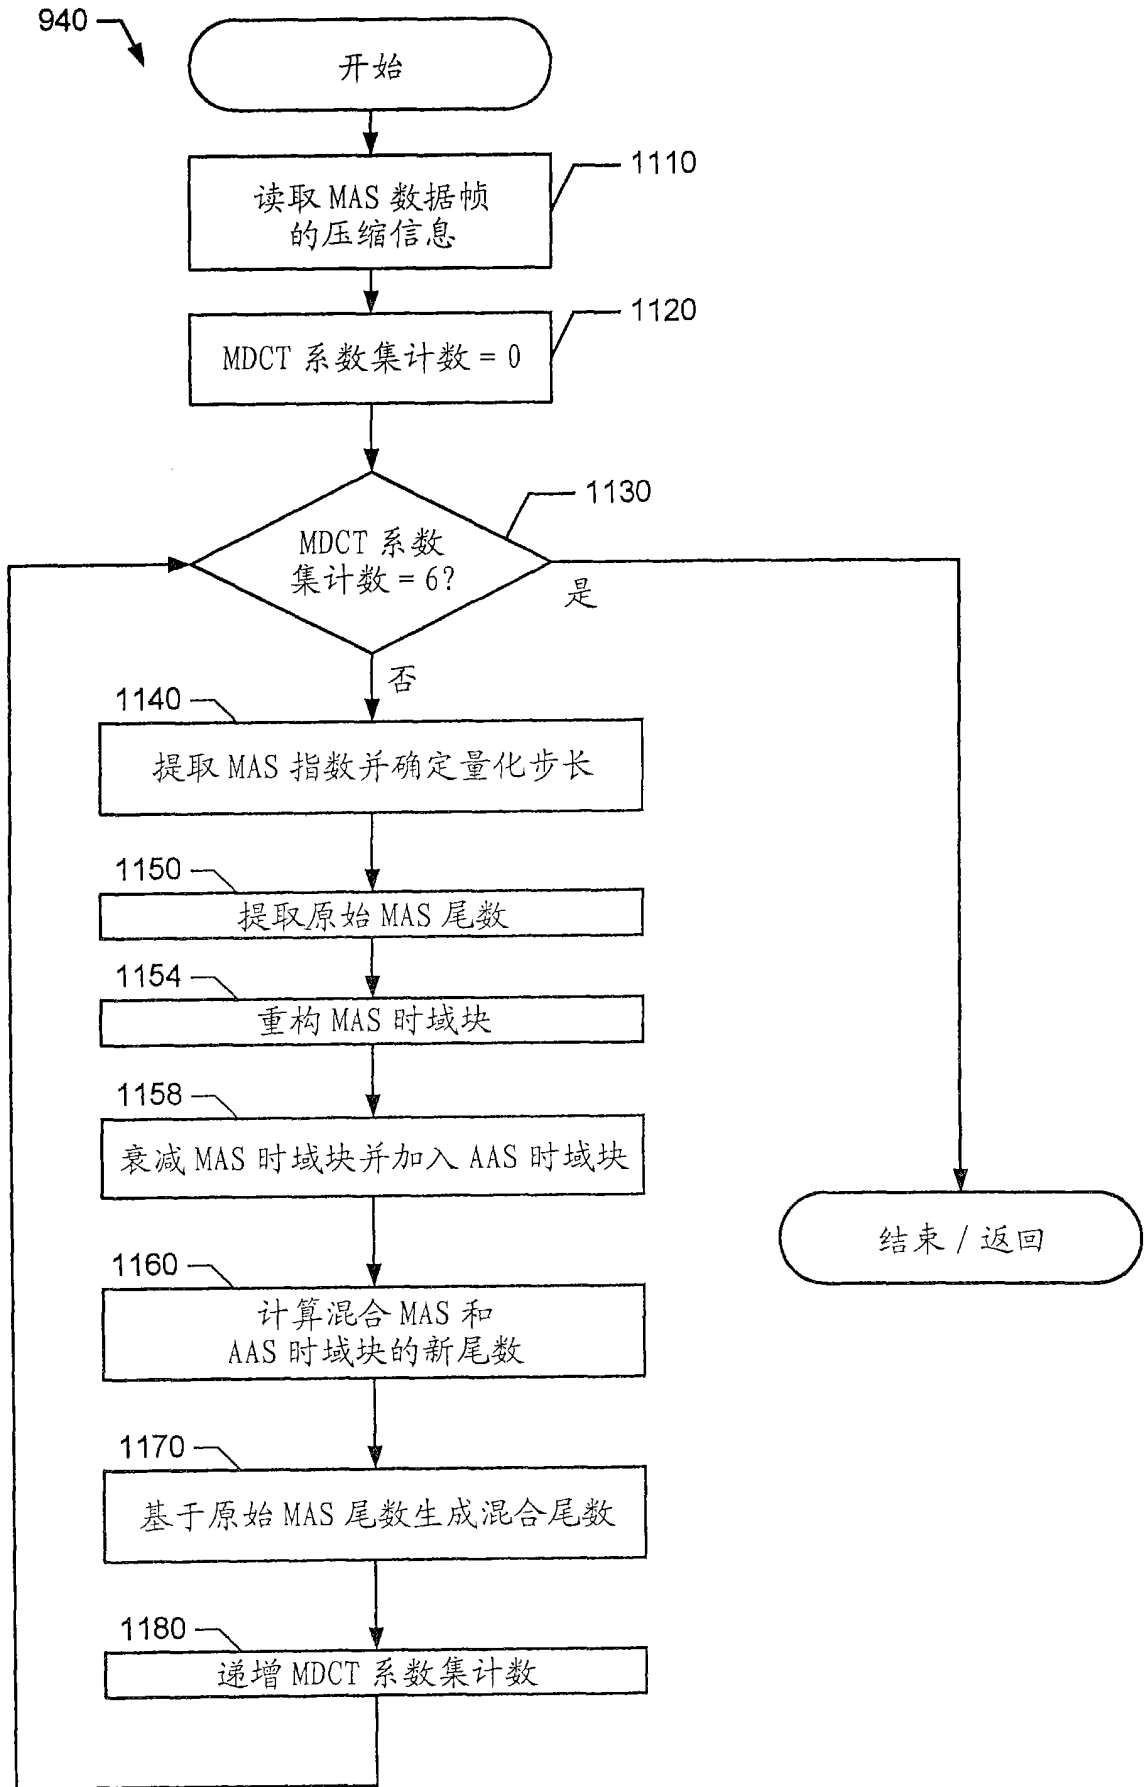 940
开始
1110
读取 MAS 数据帧
的压缩信息
1120
MDCT 系数集计数 = 0
1130
MDCT 系数
集计数 = 6?
是
否
1140
提取 MAS 指数并确定量化步长
1150
提取原始 MAS 尾数
1154
重构 MAS 时域块
1158
衰减 MAS 时域块并加入 AAS 时域块
结束 / 返回
1160
计算混合 MAS 和
AAS 时域块的新尾数
1170
基于原始 MAS 尾数生成混合尾数
1180
递增 MDCT 系数集计数